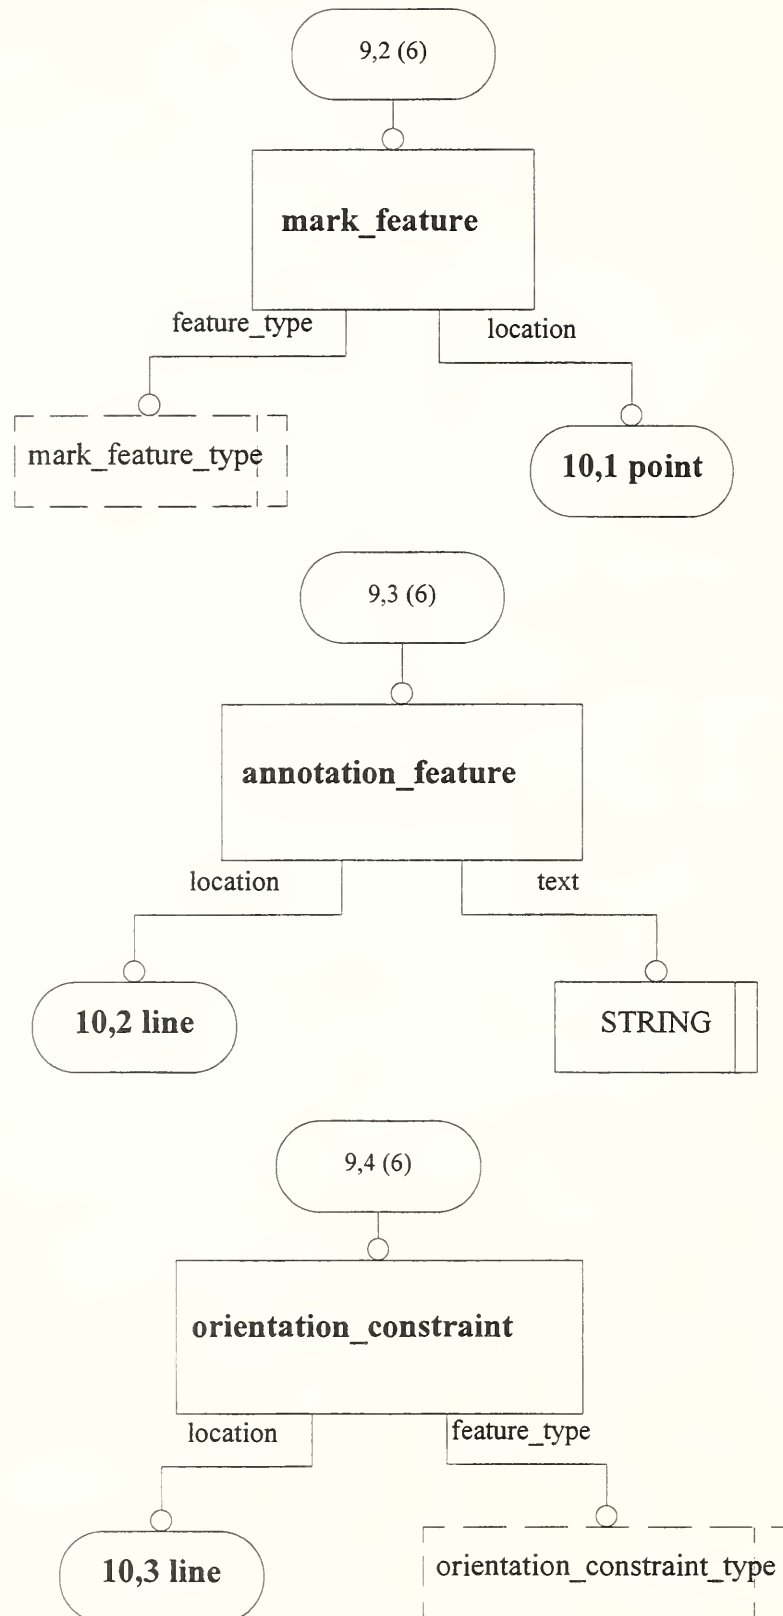 9,2 (6)
mark_feature
feature_type
location
mark_feature_type
10,1 point
9,3 (6)
annotation_feature
location
text
10,2 line
STRING
9,4 (6)
orientation_constraint
location
feature_type
10,3 line
orientation_constraint_type